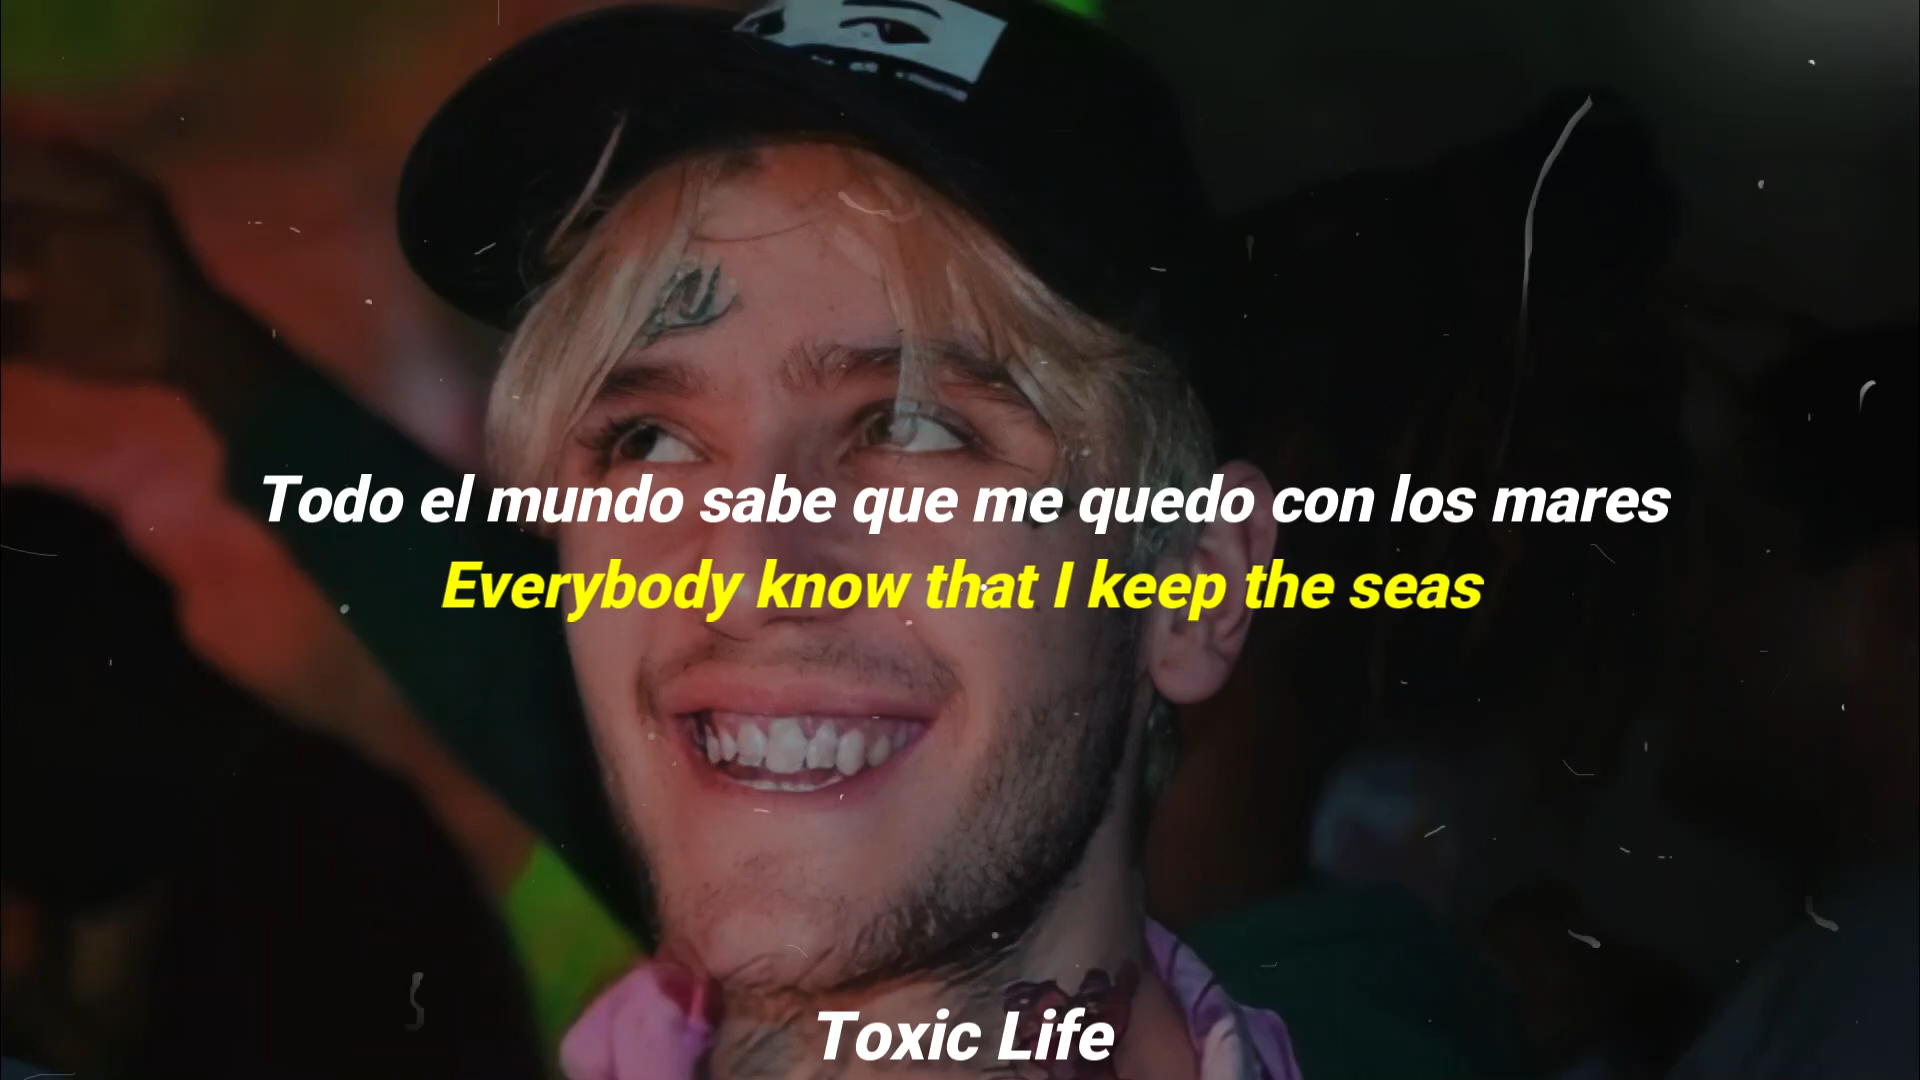 Todo el mundo sabe que me quedo con los mares
Everybody know that I keep the seas
Toxic Life